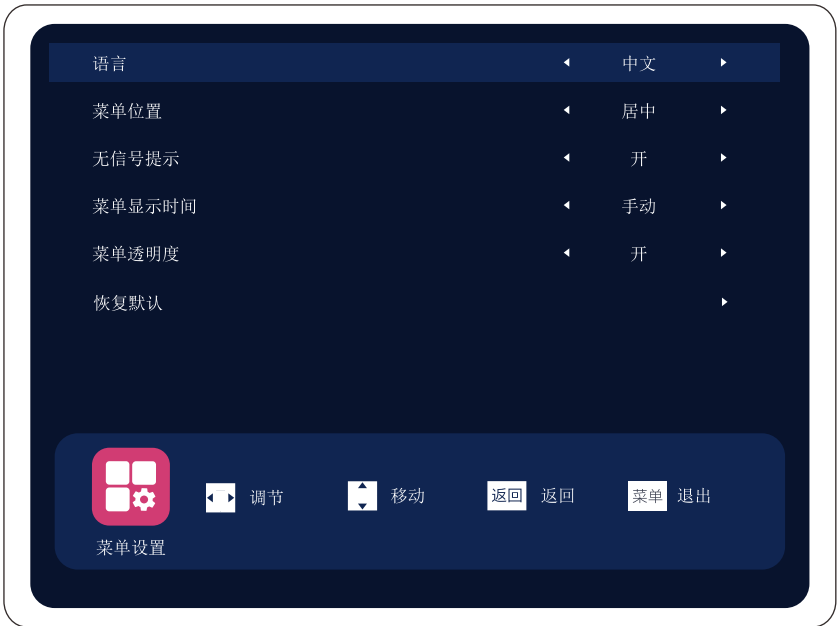 语言 中文
菜单位置 居中
无信号提示 开
菜单显示时间 手动
菜单透明度 开
恢复默认
调节 移动 返回 返回 菜单 退出
菜单设置